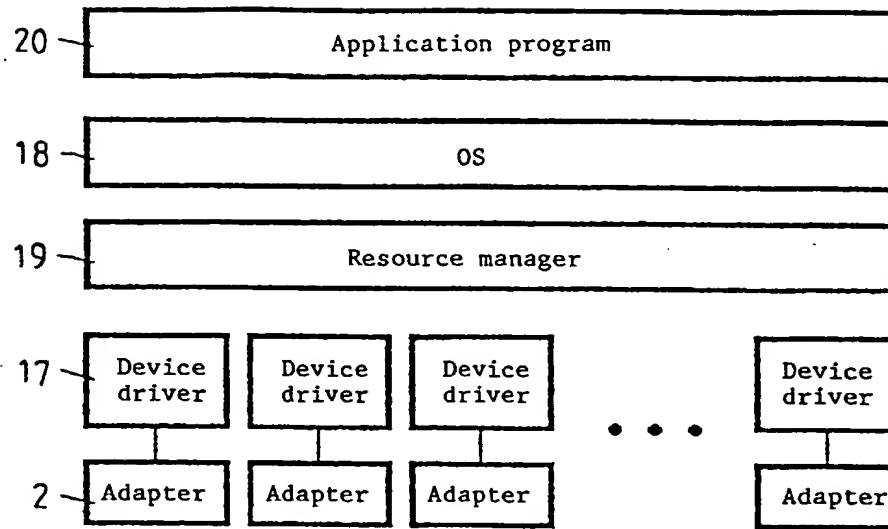 20 Application program
18 OS
19 Resource manager
17 Device driver Device driver Device driver Device driver
2 Adapter Adapter Adapter Adapter